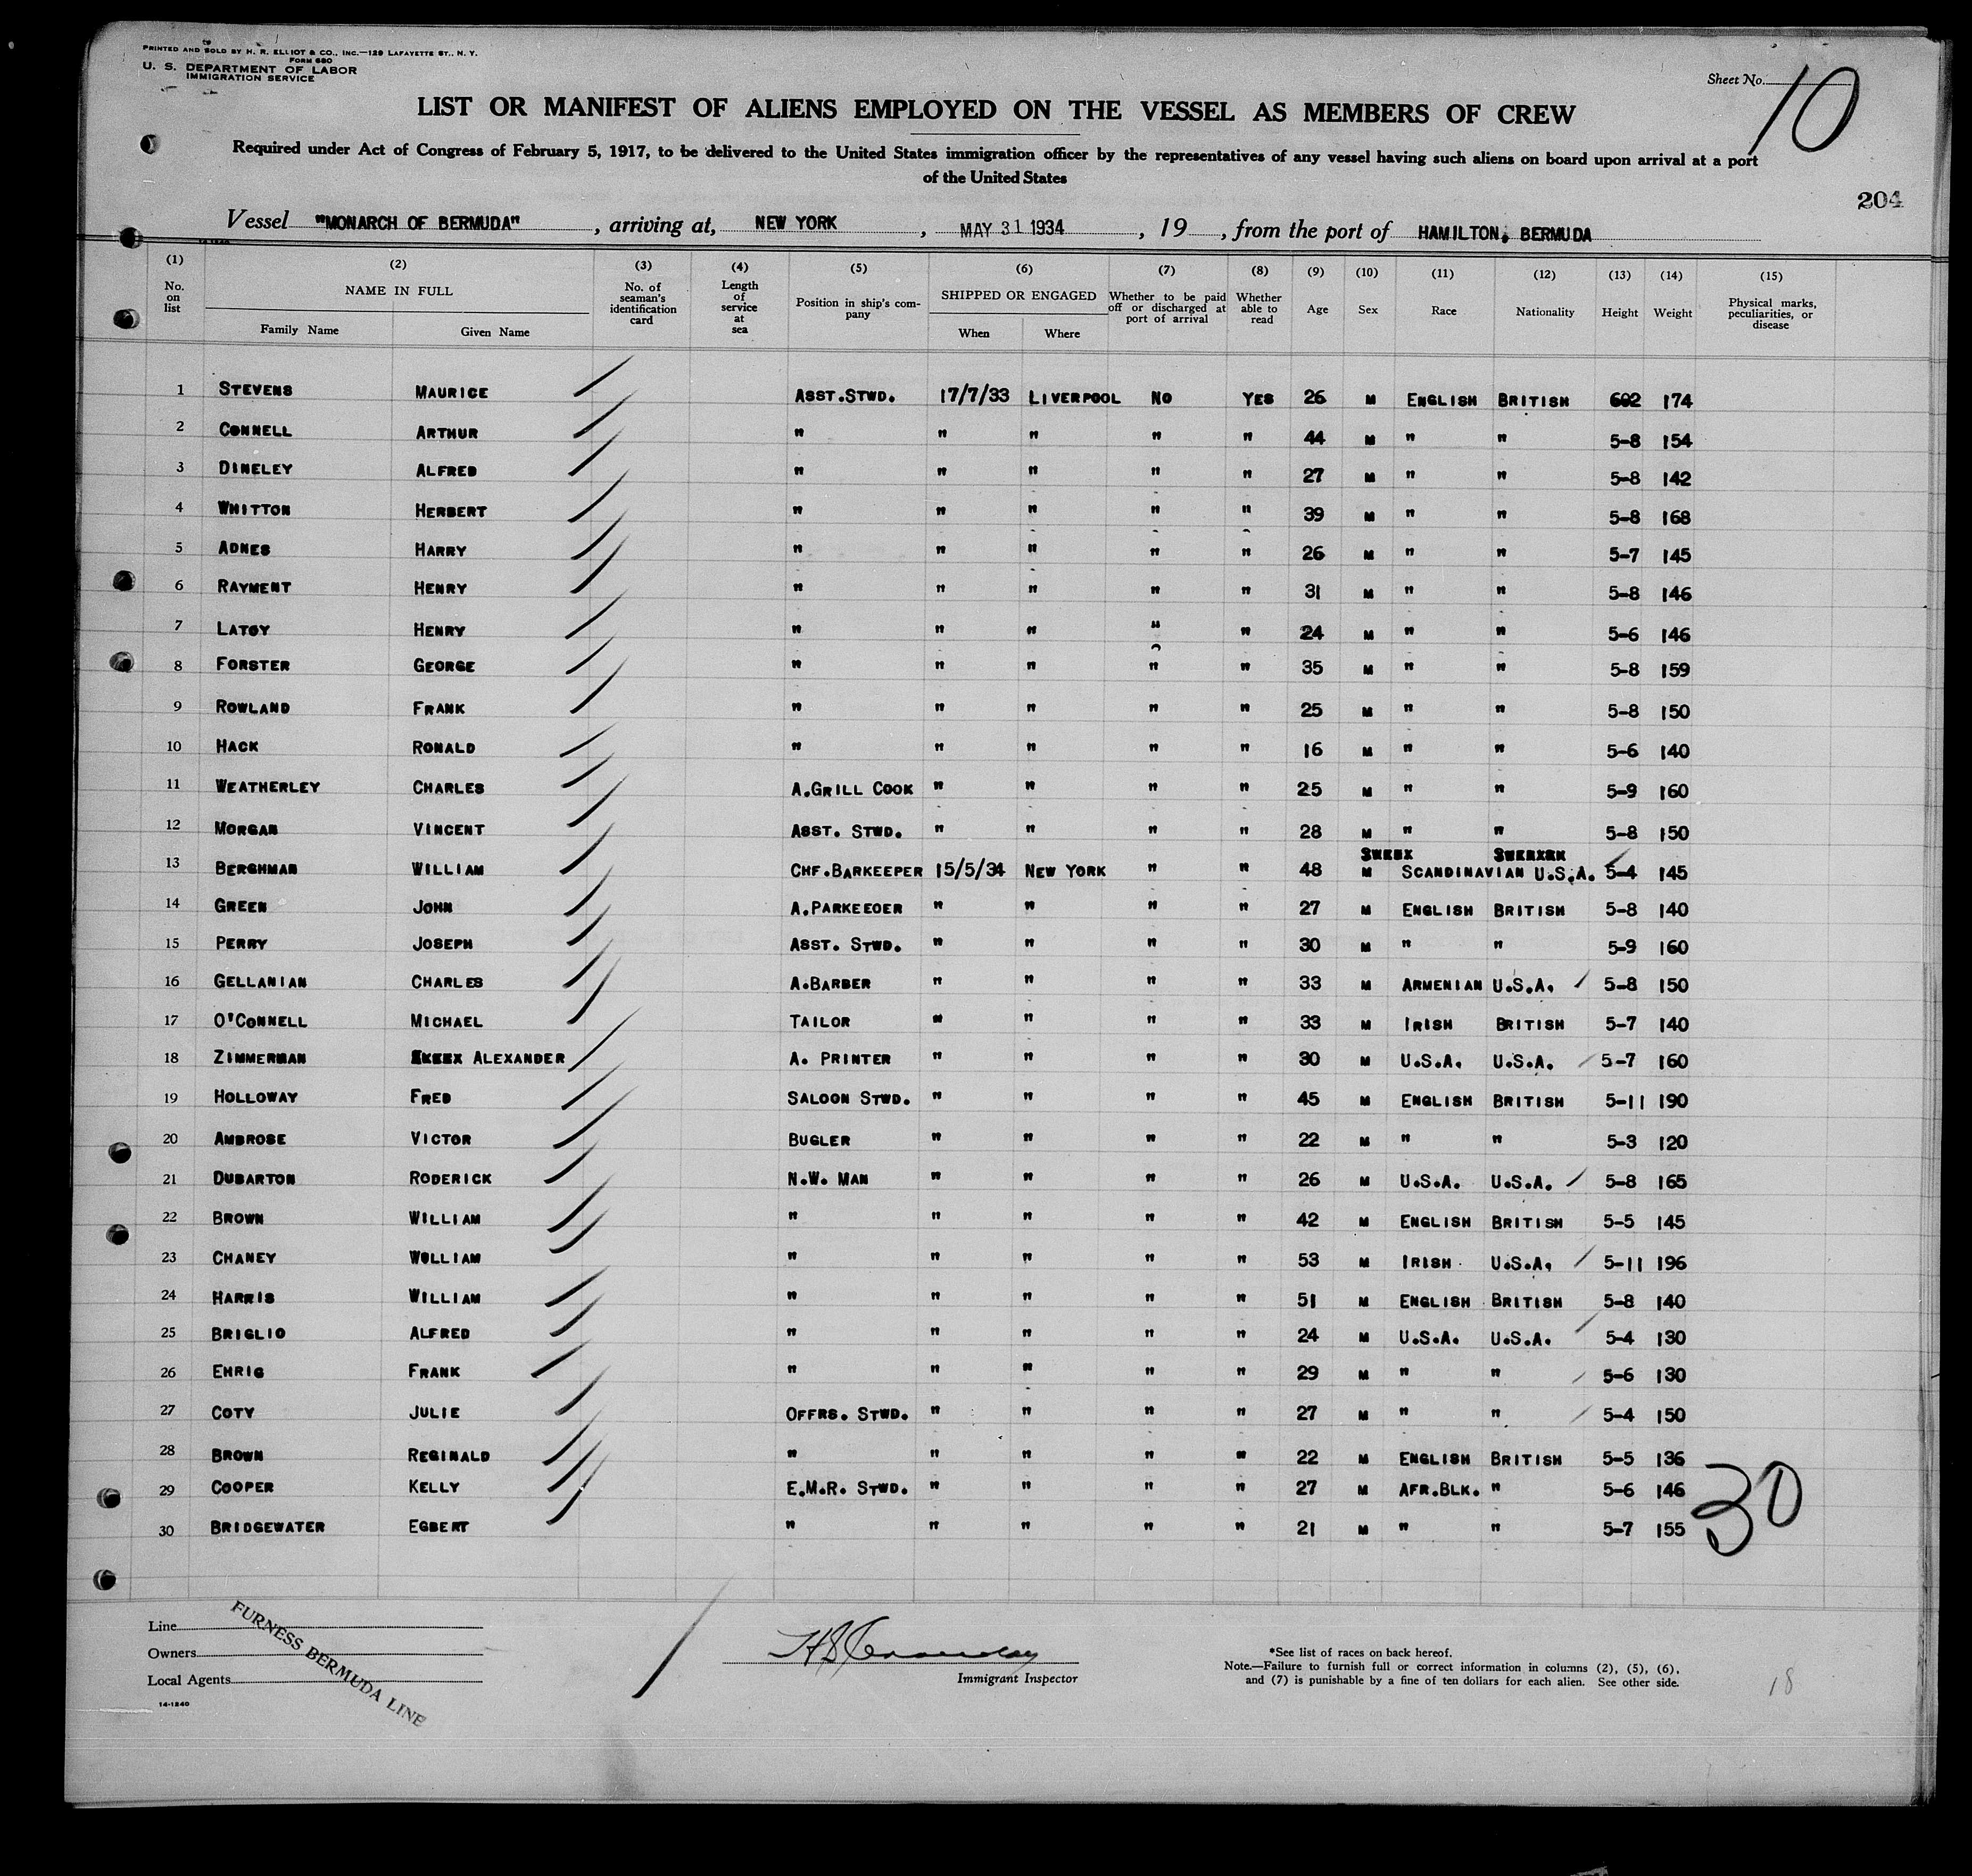 PRINTED AND SOLD BY H. R. ELLIOT & CO., INC.—129 LAFAYETTE ST., N. Y.
FORM 680
U. S. DEPARTMENT OF LABOR
IMMIGRATION SERVICE
Sheet No. 10
LIST OR MANIFEST OF ALIENS EMPLOYED ON THE VESSEL AS MEMBERS OF CREW
Required under Act of Congress of February 5, 1917, to be delivered to the United States immigration officer by the representatives of any vessel having such aliens on board upon arrival at a port
of the United States
204
Vessel "MONARCH OF BERMUDA", arriving at, NEW YORK, MAY 31 1934, 19, from the port of HAMILTON, BERMUDA
(1) No. on list (2) NAME IN FULL Family Name Given Name (3) No. of seaman's identification card (4) Length of service at sea (5) Position in ship's company (6) SHIPPED OR ENGAGED When Where (7) Whether to be paid off or discharged at port of arrival (8) Whether able to read (9) Age (10) Sex (11) Race (12) Nationality (13) Height (14) Weight (15) Physical marks, peculiarities, or disease
1 STEVENS MAURICE ASST.STWD. 17/7/33 LIVERPOOL NO YES 26 M ENGLISH BRITISH 602 174
2 CONNELL ARTHUR " " " " " 44 M " " 5-8 154
3 DINELEY ALFRED " " " " " 27 M " " 5-8 142
4 WHITTON HERBERT " " " " " 39 M " " 5-8 168
5 ADNES HARRY " " " " " 26 M " " 5-7 145
6 RAYMENT HENRY " " " " " 31 M " " 5-8 146
7 LATOY HENRY " " " " " 24 M " " 5-6 146
8 FORSTER GEORGE " " " " " 35 M " " 5-8 159
9 ROWLAND FRANK " " " " " 25 M " " 5-8 150
10 HACK RONALD " " " " " 16 M " " 5-6 140
11 WEATHERLEY CHARLES A.GRILL COOK " " " " 25 M " " 5-9 160
12 MORGAN VINCENT ASST. STWD. " " " " 28 M " " 5-8 150
13 BERGHMAN WILLIAM CHF.BARKEEPER 15/5/34 NEW YORK " " 48 M SCANDINAVIAN U.S.A. 5-4 145
14 GREEN JOHN A.PARKEEOER " " " " 27 M ENGLISH BRITISH 5-8 140
15 PERRY JOSEPH ASST. STWD. " " " " 30 M " " 5-9 160
16 GELLANIAN CHARLES A.BARBER " " " " 33 M ARMENIAN U.S.A. 5-8 150
17 O'CONNELL MICHAEL TAILOR " " " " 33 M IRISH BRITISH 5-7 140
18 ZIMMERMAN ALEXANDER A. PRINTER " " " " 30 M U.S.A. U.S.A. 5-7 160
19 HOLLOWAY FRED SALOON STWD. " " " " 45 M ENGLISH BRITISH 5-11 190
20 AMBROSE VICTOR BUGLER " " " " 22 M " " 5-3 120
21 DUBARTON RODERICK N.W. MAN " " " " 26 M U.S.A. U.S.A. 5-8 165
22 BROWN WILLIAM " " " " " 42 M ENGLISH BRITISH 5-5 145
23 CHANEY WOLLIAM " " " " " 53 M IRISH U.S.A. 5-11 196
24 HARRIS WILLIAM " " " " " 51 M ENGLISH BRITISH 5-8 140
25 BRIGLIO ALFRED " " " " " 24 M U.S.A. U.S.A. 5-4 130
26 EHRIG FRANK " " " " " 29 M " " 5-6 130
27 COTY JULIE OFFRS. STWD. " " " " 27 M " " 5-4 150
28 BROWN REGINALD " " " " " 22 M ENGLISH BRITISH 5-5 136
29 COOPER KELLY E.M.R. STWD. " " " " 27 M AFR.BLK. " 5-6 146
30 BRIDGEWATER EGBERT " " " " " 21 M " " 5-7 155
30
Line
Owners
Local Agents
FURNESS BERMUDA LINE
14-1240
Immigrant Inspector
*See list of races on back hereof.
Note.—Failure to furnish full or correct information in columns (2), (5), (6),
and (7) is punishable by a fine of ten dollars for each alien. See other side.
18